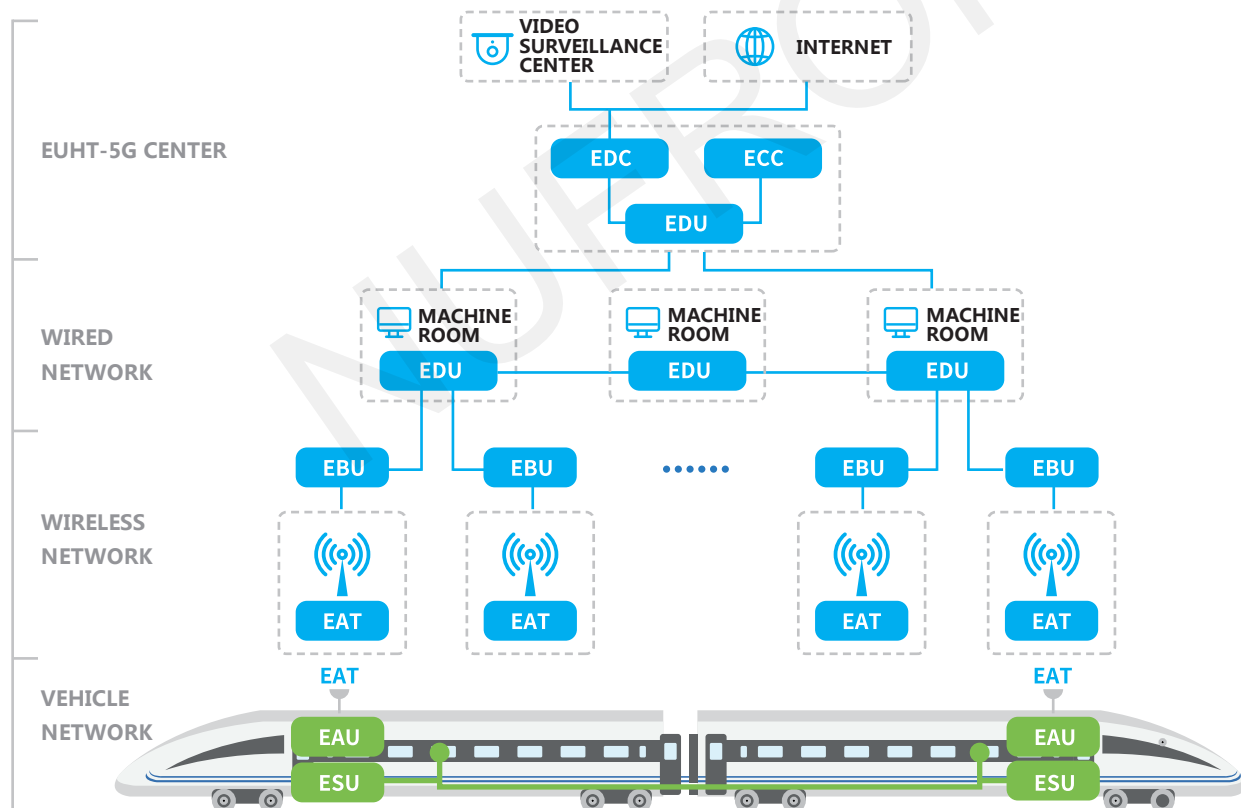 VIDEO
SURVEILLANCE
CENTER
INTERNET
EUHT-5G CENTER
EDC
ECC
EDU
WIRED
NETWORK
MACHINE
ROOM
MACHINE
ROOM
MACHINE
ROOM
EDU
EDU
EDU
WIRELESS
NETWORK
EBU
EBU
......
EBU
EBU
EAT
EAT
EAT
EAT
VEHICLE
NETWORK
EAT
EAT
EAU
EAU
ESU
ESU
NUFRO